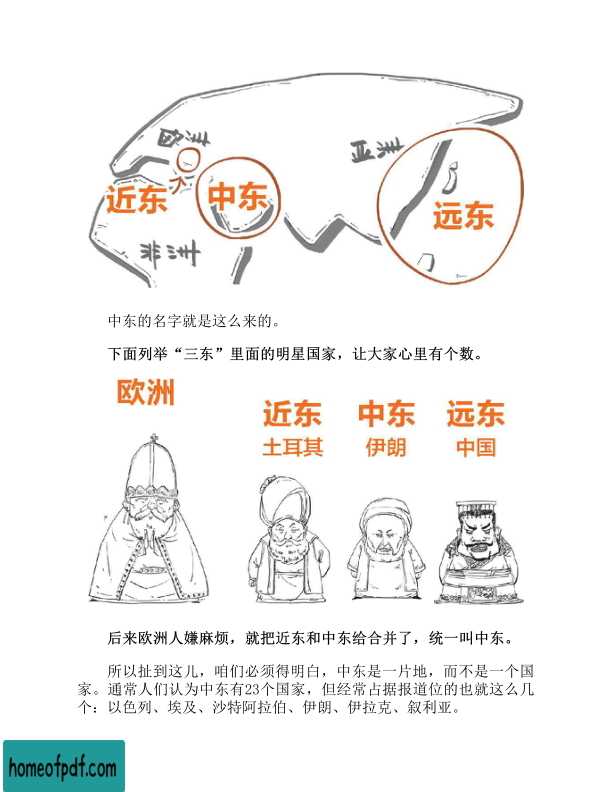 欧洲
亚洲
近东
中东
远东
非洲
中东的名字就是这么来的。
下面列举“三东”里面的明星国家，让大家心里有个数。
欧洲
近东 中东 远东
土耳其 伊朗 中国
后来欧洲人嫌麻烦，就把近东和中东给合并了，统一叫中东。
所以扯到这儿，咱们必须得明白，中东是一片地，而不是一个国
家。通常人们认为中东有23个国家，但经常占据报道位的也就这么几
个：以色列、埃及、沙特阿拉伯、伊朗、伊拉克、叙利亚。
homeofpdf.com